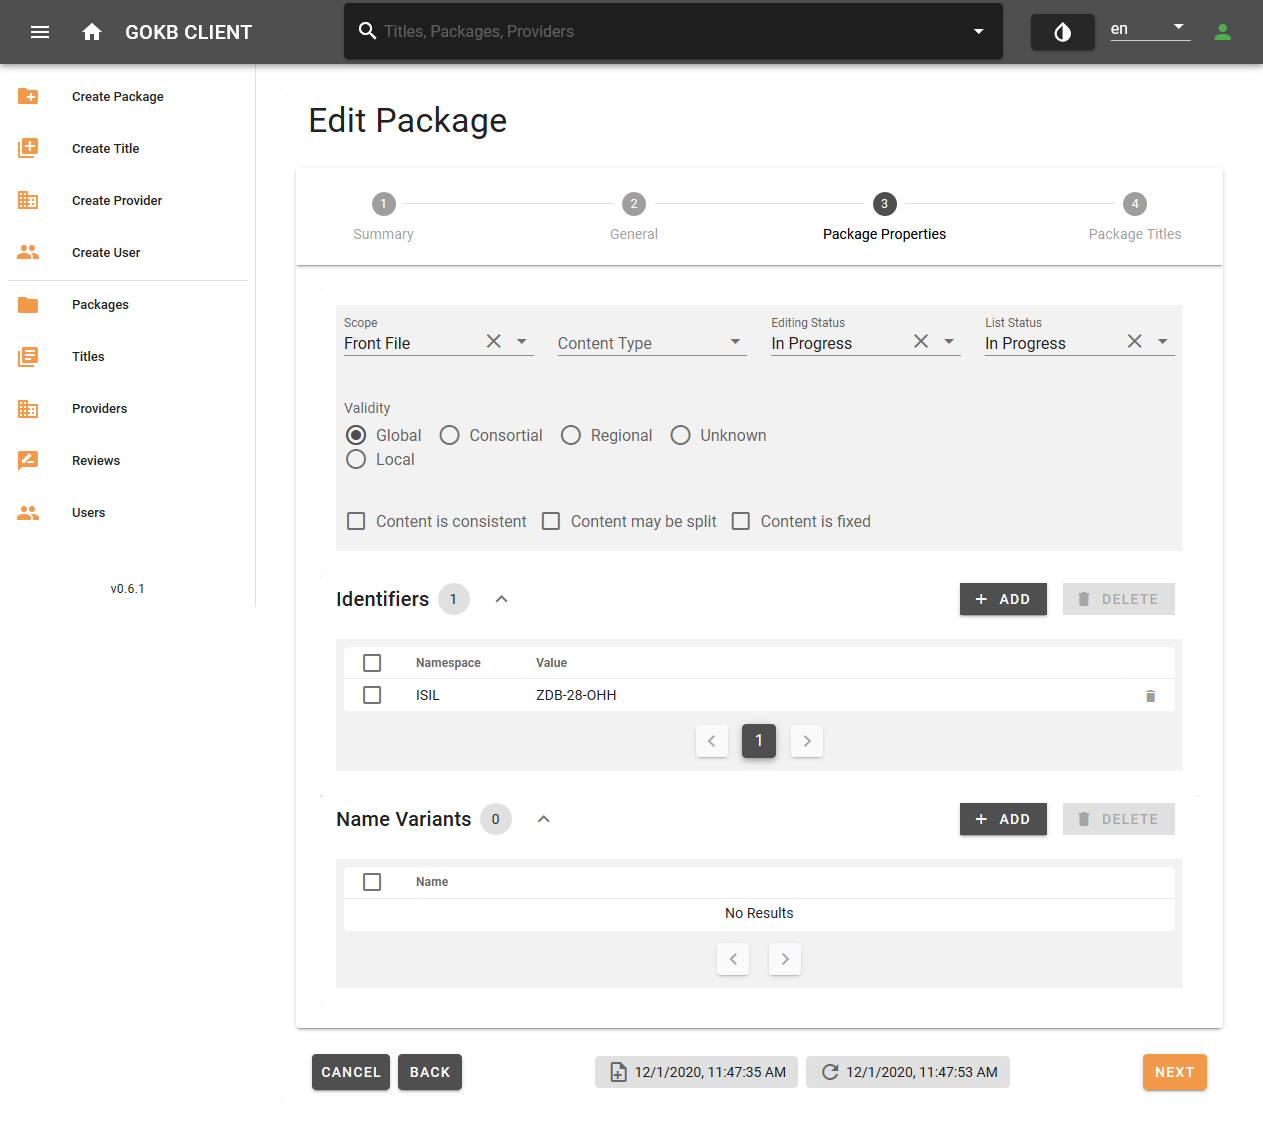 GOKB CLIENT
Titles, Packages, Providers
en
Create Package
Create Title
Create Provider
Create User
Packages
Titles
Providers
Reviews
Users
v0.6.1
Edit Package
1 2 3 4
Summary General Package Properties Package Titles
Scope Editing Status List Status
Front File Content Type In Progress In Progress
Validity
Global Consortial Regional Unknown
Local
Content is consistent Content may be split Content is fixed
Identifiers 1 ADD DELETE
Namespace Value
ISIL ZDB-28-OHH
1
Name Variants 0 ADD DELETE
Name
No Results
CANCEL BACK 12/1/2020, 11:47:35 AM 12/1/2020, 11:47:53 AM NEXT